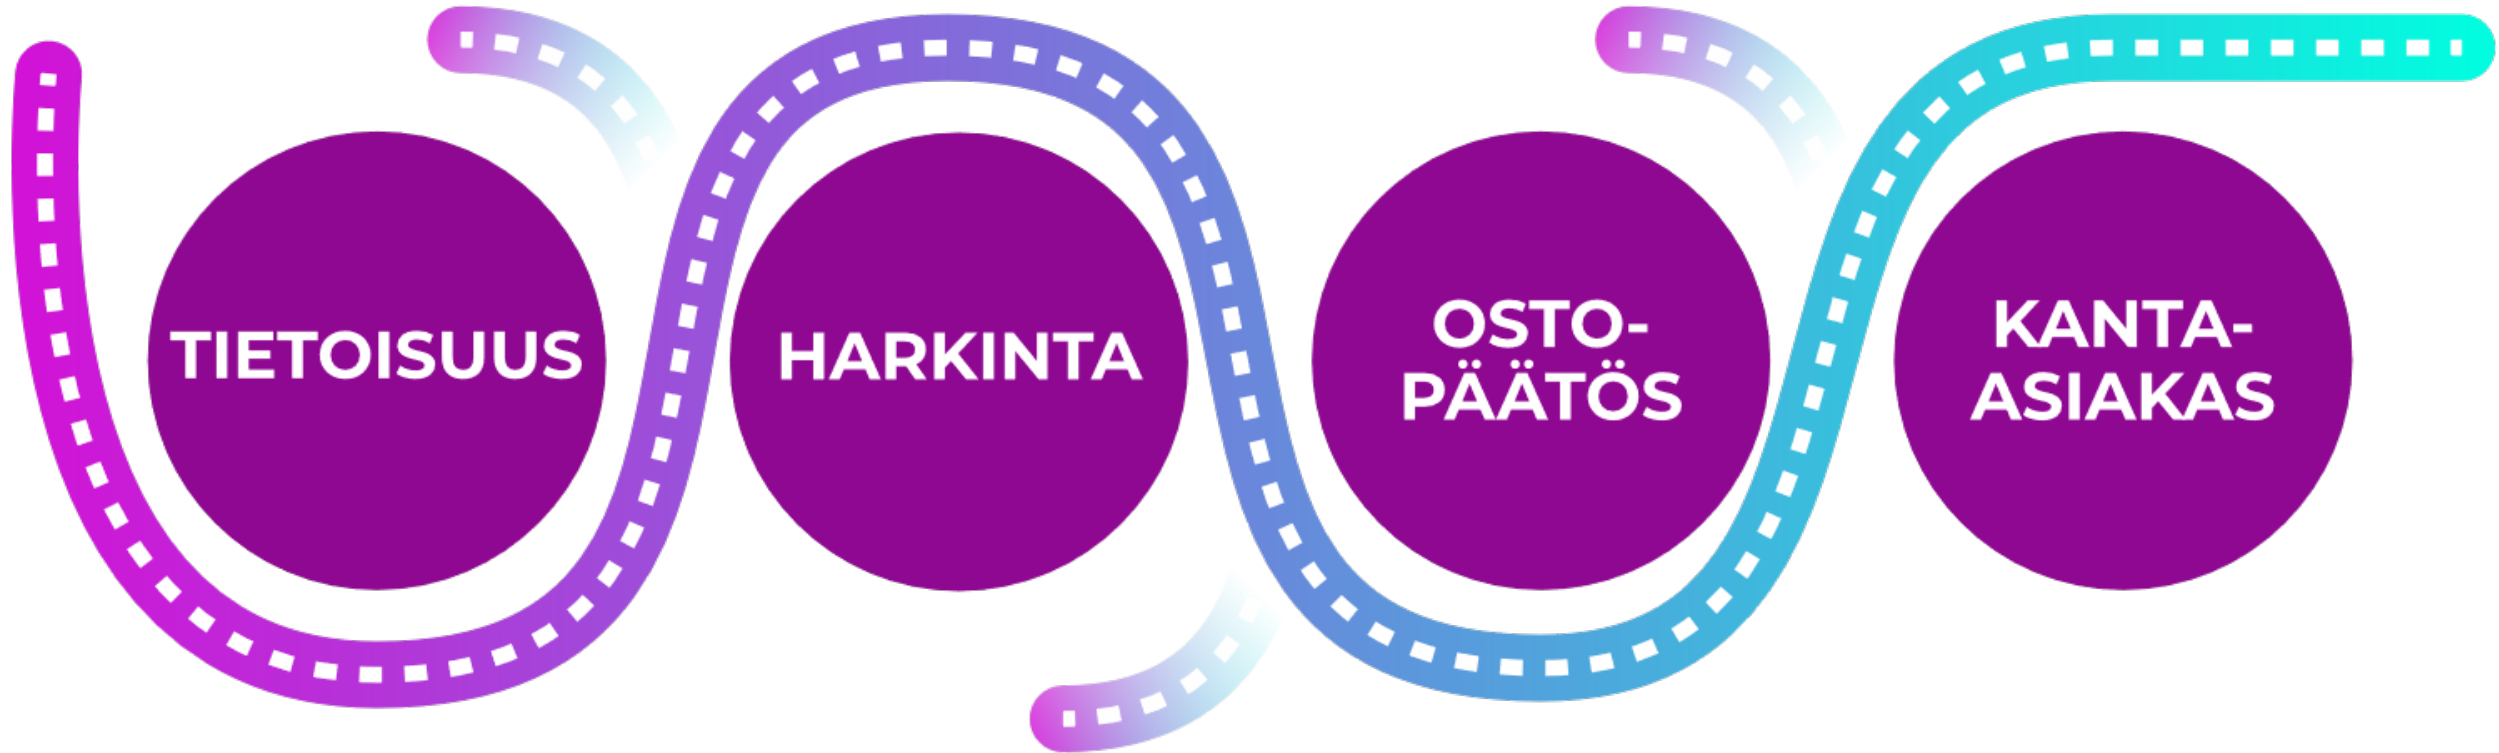 TIETOISUUS
HARKINTA
OSTO-
PÄÄTÖS
KANTA-
ASIAKAS